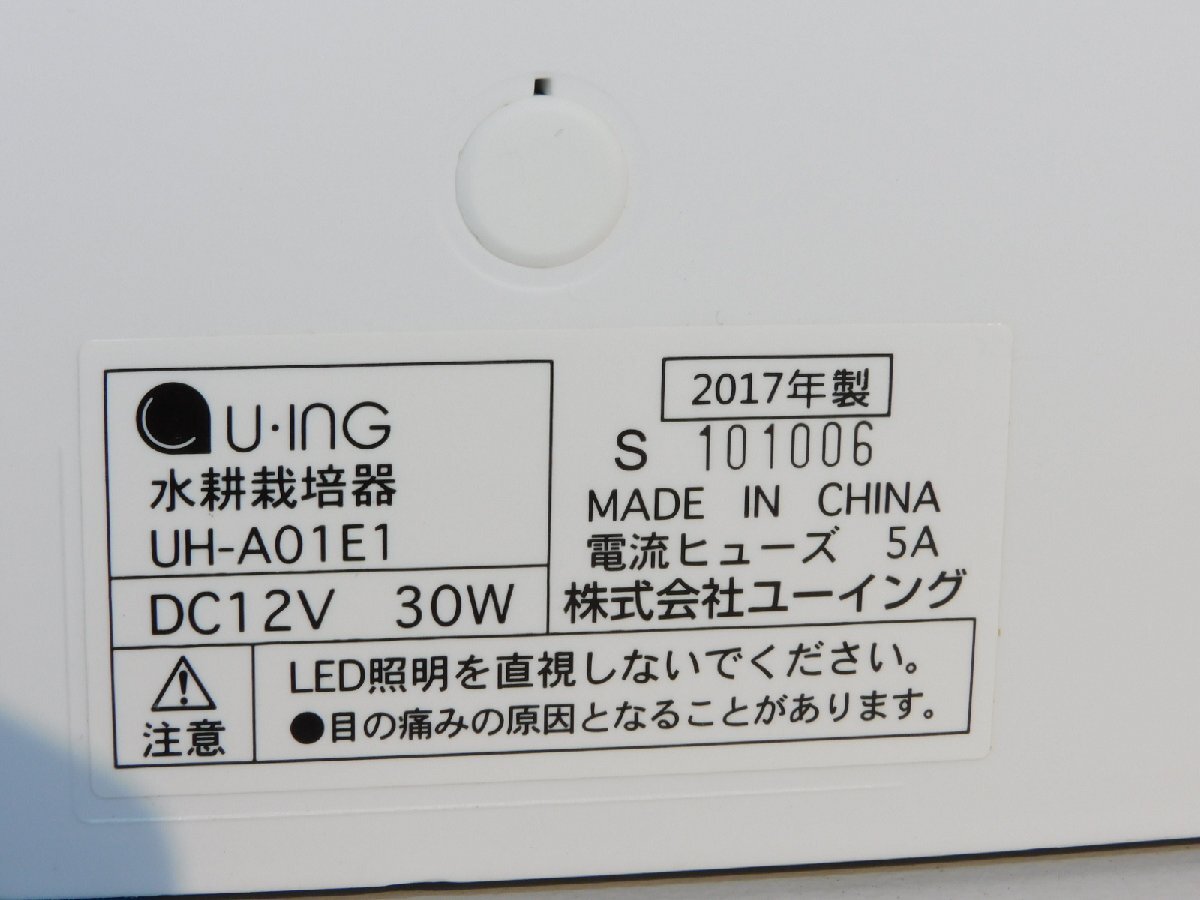 U·ING
水耕栽培器
UH-A01E1
DC12V 30W
2017年製
S 101006
MADE IN CHINA
電流ヒューズ 5A
株式会社ユーイング
注意
LED照明を直視しないでください。
●目の痛みの原因となることがあります。